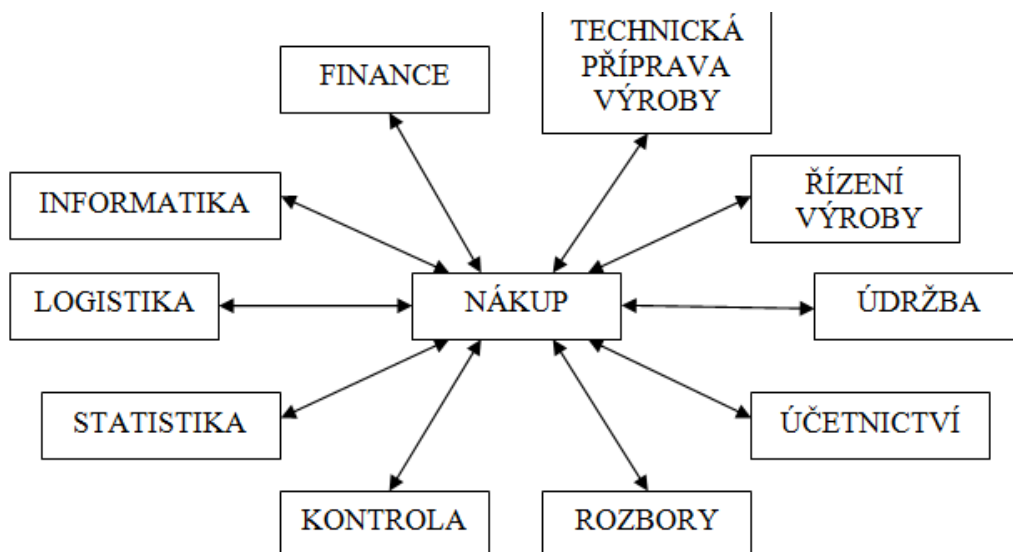 TECHNICKÁ
PŘÍPRAVA
VÝROBY
FINANCE
INFORMATIKA
ŘÍZENÍ
VÝROBY
LOGISTIKA
NÁKUP
ÚDRŽBA
STATISTIKA
ÚČETNICTVÍ
KONTROLA
ROZBORY